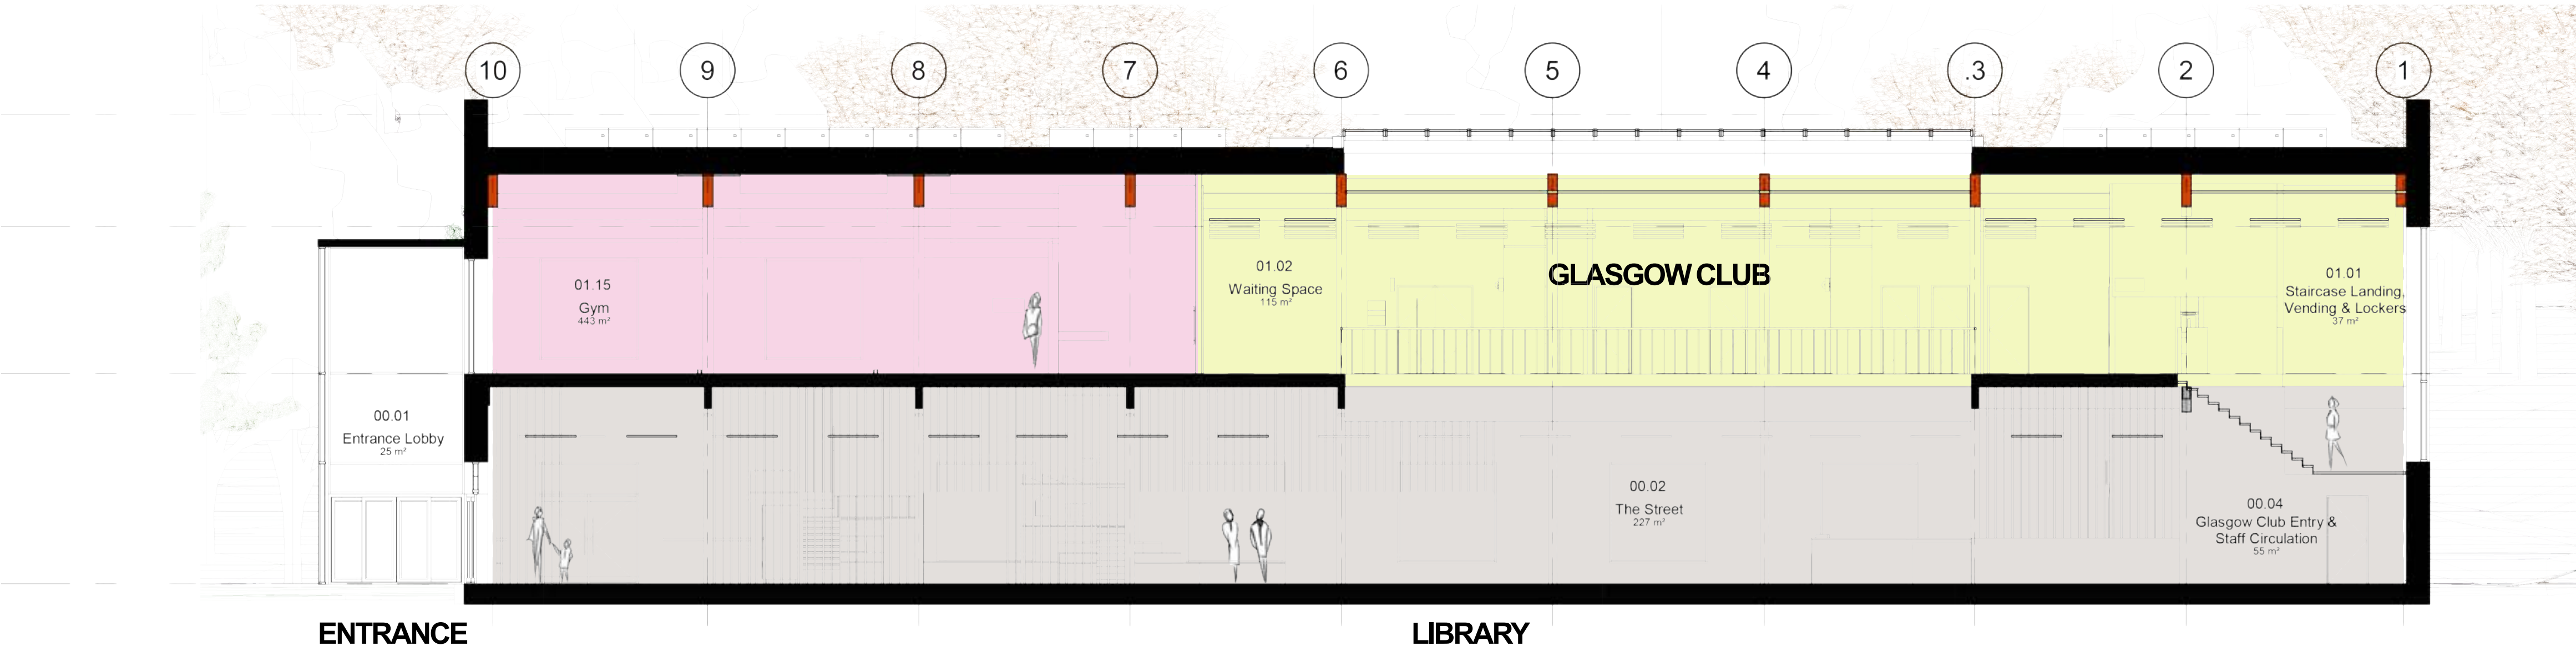 10
9
8
7
6
5
4
.3
2
1
01.15
Gym
443 m²
01.02
Waiting Space
115 m²
GLASGOW CLUB
01.01
Staircase Landing,
Vending & Lockers
37 m²
00.01
Entrance Lobby
25 m²
00.02
The Street
227 m²
00.04
Glasgow Club Entry &
Staff Circulation
55 m²
ENTRANCE
LIBRARY